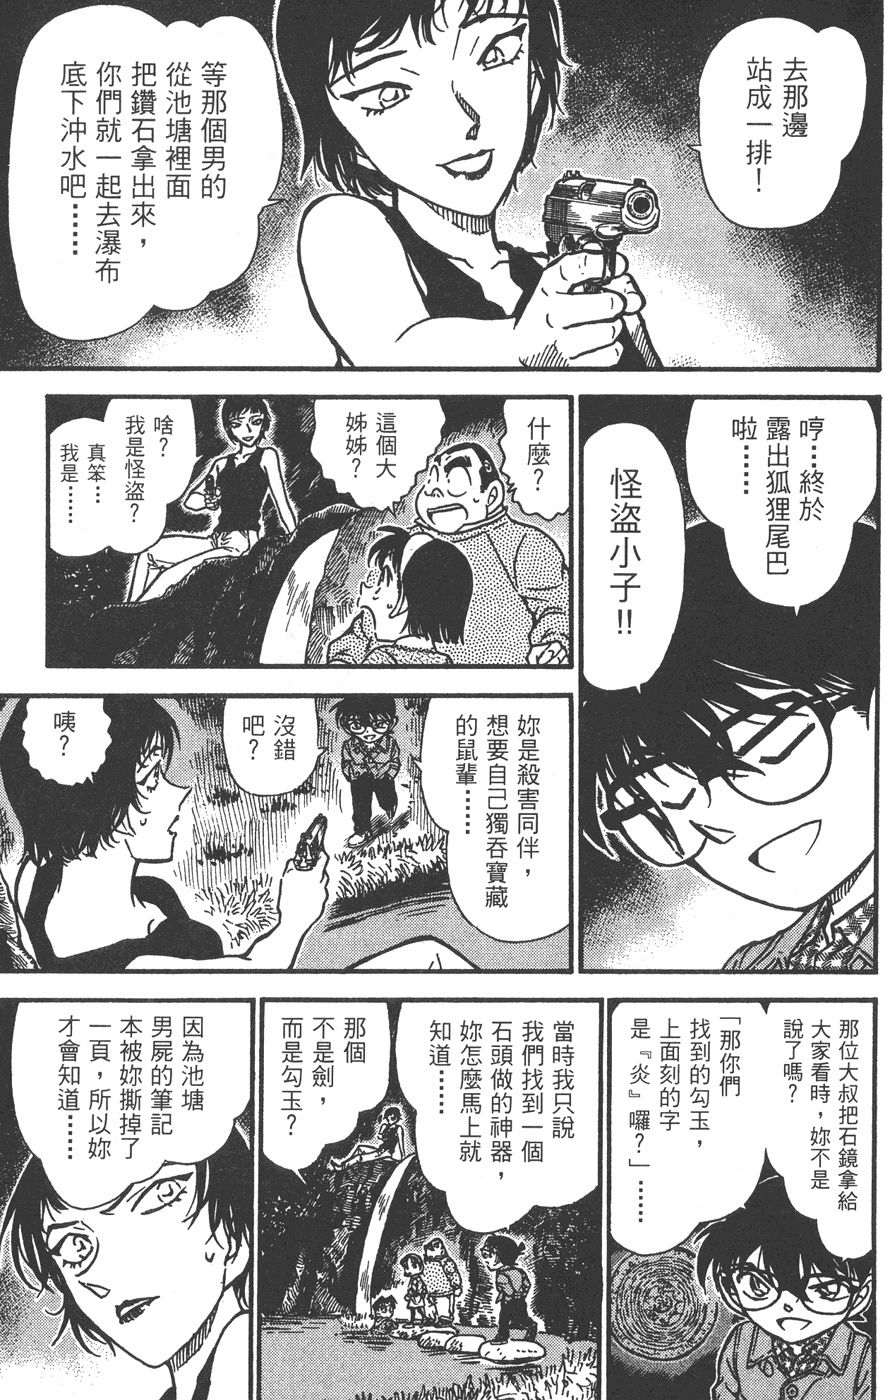 去那邊
站成一排！
等那個男的
從池塘裡面
把鑽石拿出來，
你們就一起去瀑布
底下沖水吧……
哼…終於
露出狐狸尾巴
啦……
怪盜小子!!
什麼？
這個大
姊姊？
啥？
我是怪盜？
真笨…
我是……
妳是殺害同伴，
想要自己獨吞寶藏
的鼠輩……
沒錯
吧？
咦？
那位大叔把石鏡拿給
大家看時，妳不是
說了嗎？
「那你們
找到的勾玉，
上面刻的字
是『炎』囉？」……
當時我只說
我們找到一個
石頭做的神器，
妳怎麼馬上就
知道……
那個
不是劍，
而是勾玉？
因為池塘
男屍的筆記
本被妳撕掉了
一頁，所以妳
才會知道……